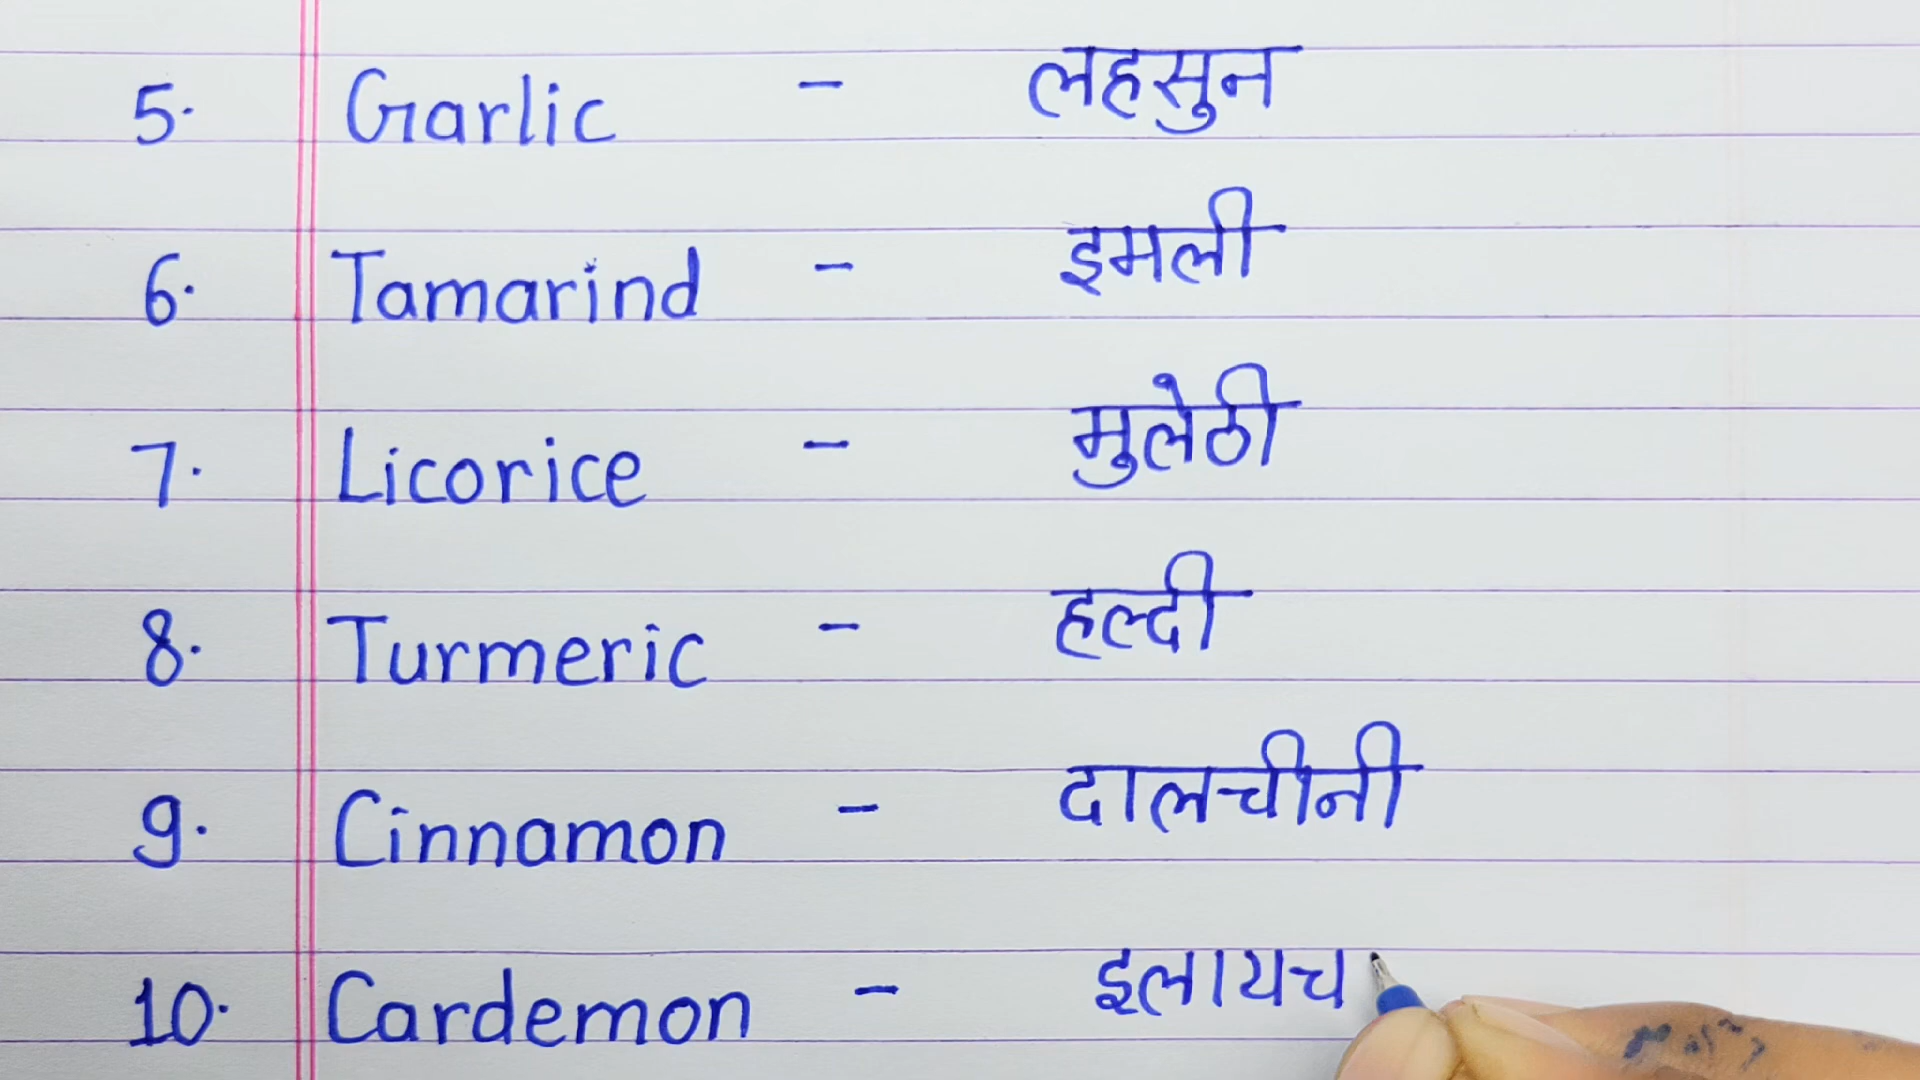 5. Garlic - लहसुन
6. Tamarind - इमली
7. Licorice - मुलेठी
8. Turmeric - हल्दी
9. Cinnamon - दालचीनी
10. Cardemon - इलायच